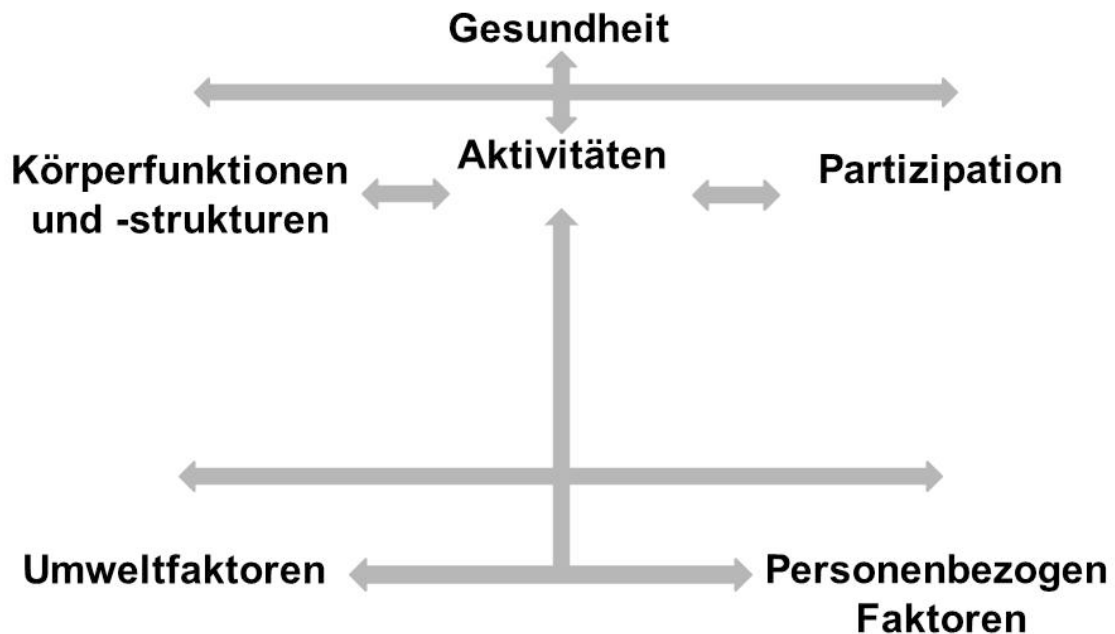 Gesundheit
Körperfunktionen
und -strukturen
Aktivitäten
Partizipation
Umweltfaktoren
Personenbezogen
Faktoren